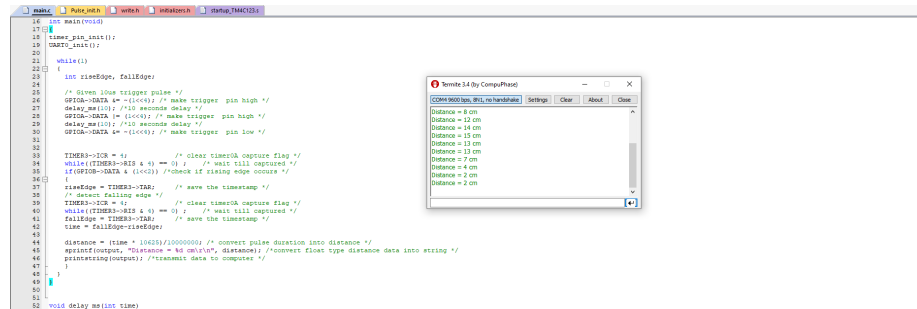 main.c Pulse_init.h write.h initializers.h startup_TM4C123.c
16 int main(void)
17 {
18 timer_pin_init();
19 UART0_init();
20
21 while(1)
22 {
23 int riseEdge, fallEdge;
24
25 /* Given 10us trigger pulse */
26 GPIOA->DATA &= ~(1<<4); /* make trigger pin high */
27 delay_ms(10); /*10 seconds delay */
28 GPIOA->DATA |= (1<<4); /* make trigger pin high */
29 delay_ms(10); /*10 seconds delay */
30 GPIOA->DATA &= ~(1<<4); /* make trigger pin low */
31
32
33 TIMER3->ICR = 4; /* clear timer0A capture flag */
34 while((TIMER3->RIS & 4) == 0) ; /* wait till captured */
35 if(GPIOB->DATA & (1<<2)) /*check if rising edge occurs */
36 {
37 riseEdge = TIMER3->TAR; /* save the timestamp */
38 /* detect falling edge */
39 TIMER3->ICR = 4; /* clear timer0A capture flag */
40 while((TIMER3->RIS & 4) == 0) ; /* wait till captured */
41 fallEdge = TIMER3->TAR; /* save the timestamp */
42 time = fallEdge-riseEdge;
43
44 distance = (time * 10625)/10000000; /* convert pulse duration into distance */
45 sprintf(output, "Distance = %d cm\r\n", distance); /*convert float type distance data into string */
46 printstring(output); /*transmit data to computer */
47 }
48 }
49 }
50
51
52 void delay_ms(int time)
Termite 3.4 (by CompuPhase)
COM4 9600 bps, 8N1, no handshake Settings Clear About Close
Distance = 8 cm
Distance = 12 cm
Distance = 14 cm
Distance = 15 cm
Distance = 13 cm
Distance = 13 cm
Distance = 7 cm
Distance = 4 cm
Distance = 2 cm
Distance = 2 cm